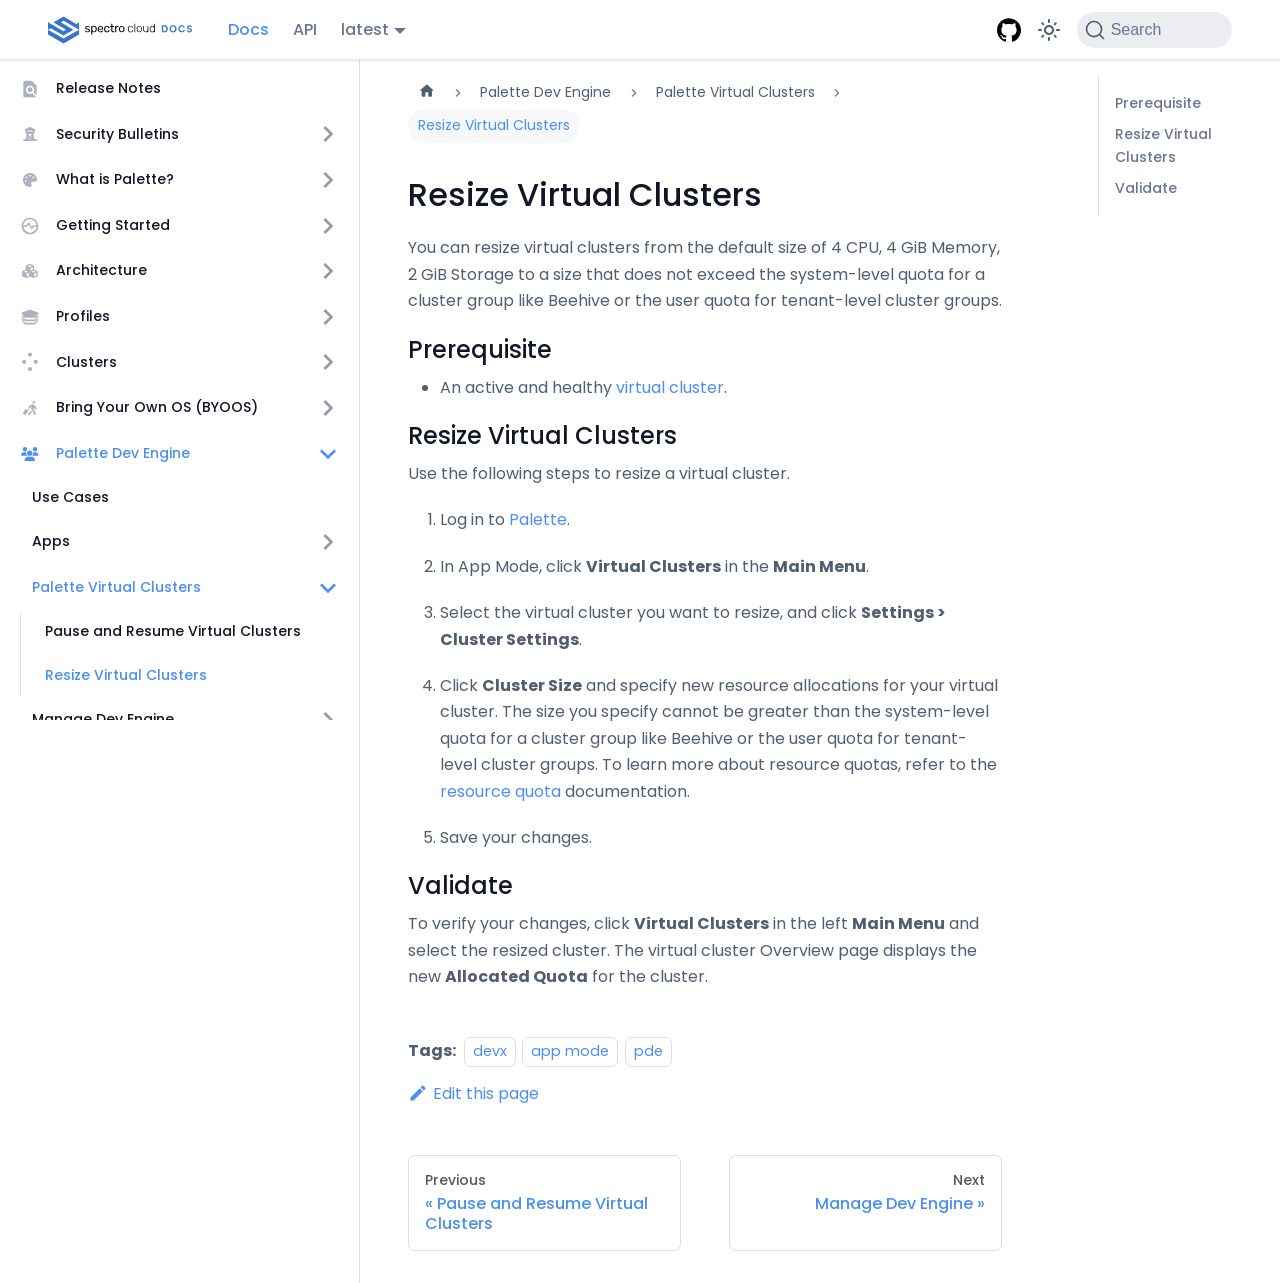 spectro cloud DOCS
Docs
API
latest
Search
Release Notes
Security Bulletins
What is Palette?
Getting Started
Architecture
Profiles
Clusters
Bring Your Own OS (BYOOS)
Palette Dev Engine
Use Cases
Apps
Palette Virtual Clusters
Pause and Resume Virtual Clusters
Resize Virtual Clusters
Manage Dev Engine
Palette Dev Engine
Palette Virtual Clusters
Resize Virtual Clusters
Resize Virtual Clusters
You can resize virtual clusters from the default size of 4 CPU, 4 GiB Memory,
2 GiB Storage to a size that does not exceed the system-level quota for a
cluster group like Beehive or the user quota for tenant-level cluster groups.
Prerequisite
An active and healthy virtual cluster.
Resize Virtual Clusters
Use the following steps to resize a virtual cluster.
1. Log in to Palette.
2. In App Mode, click Virtual Clusters in the Main Menu.
3. Select the virtual cluster you want to resize, and click Settings >
Cluster Settings.
4. Click Cluster Size and specify new resource allocations for your virtual
cluster. The size you specify cannot be greater than the system-level
quota for a cluster group like Beehive or the user quota for tenant-
level cluster groups. To learn more about resource quotas, refer to the
resource quota documentation.
5. Save your changes.
Validate
To verify your changes, click Virtual Clusters in the left Main Menu and
select the resized cluster. The virtual cluster Overview page displays the
new Allocated Quota for the cluster.
Tags: devx app mode pde
Edit this page
Previous
« Pause and Resume Virtual
Clusters
Next
Manage Dev Engine »
Prerequisite
Resize Virtual
Clusters
Validate